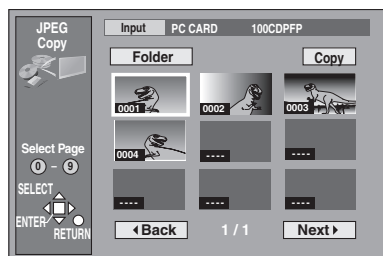 JPEG
Copy
Select Page
0 - 9
SELECT
ENTER
RETURN
Input PC CARD 100CDPFP
Folder Copy
0001 0002 0003
0004 ---- ----
---- ---- ----
Back 1 / 1 Next